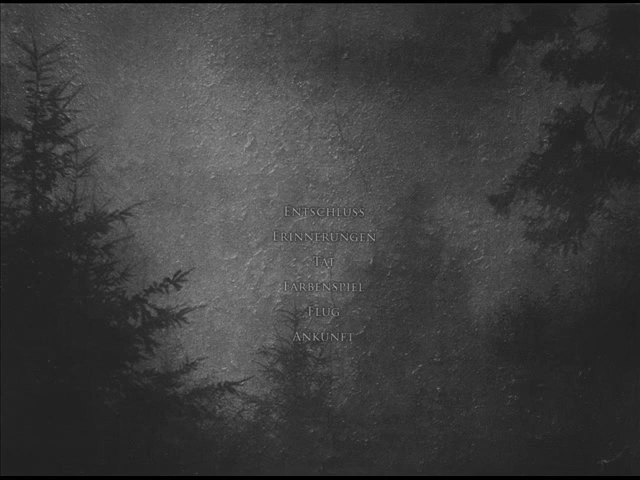 Entschluss
Erinnerungen
Tat
Farbenspiel
Flug
Ankunft